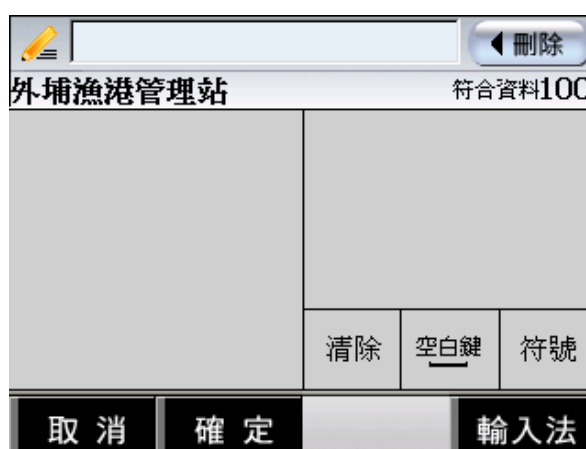 刪除
外埔漁港管理站 符合資料100
清除 空白鍵 符號
取消 確定 輸入法